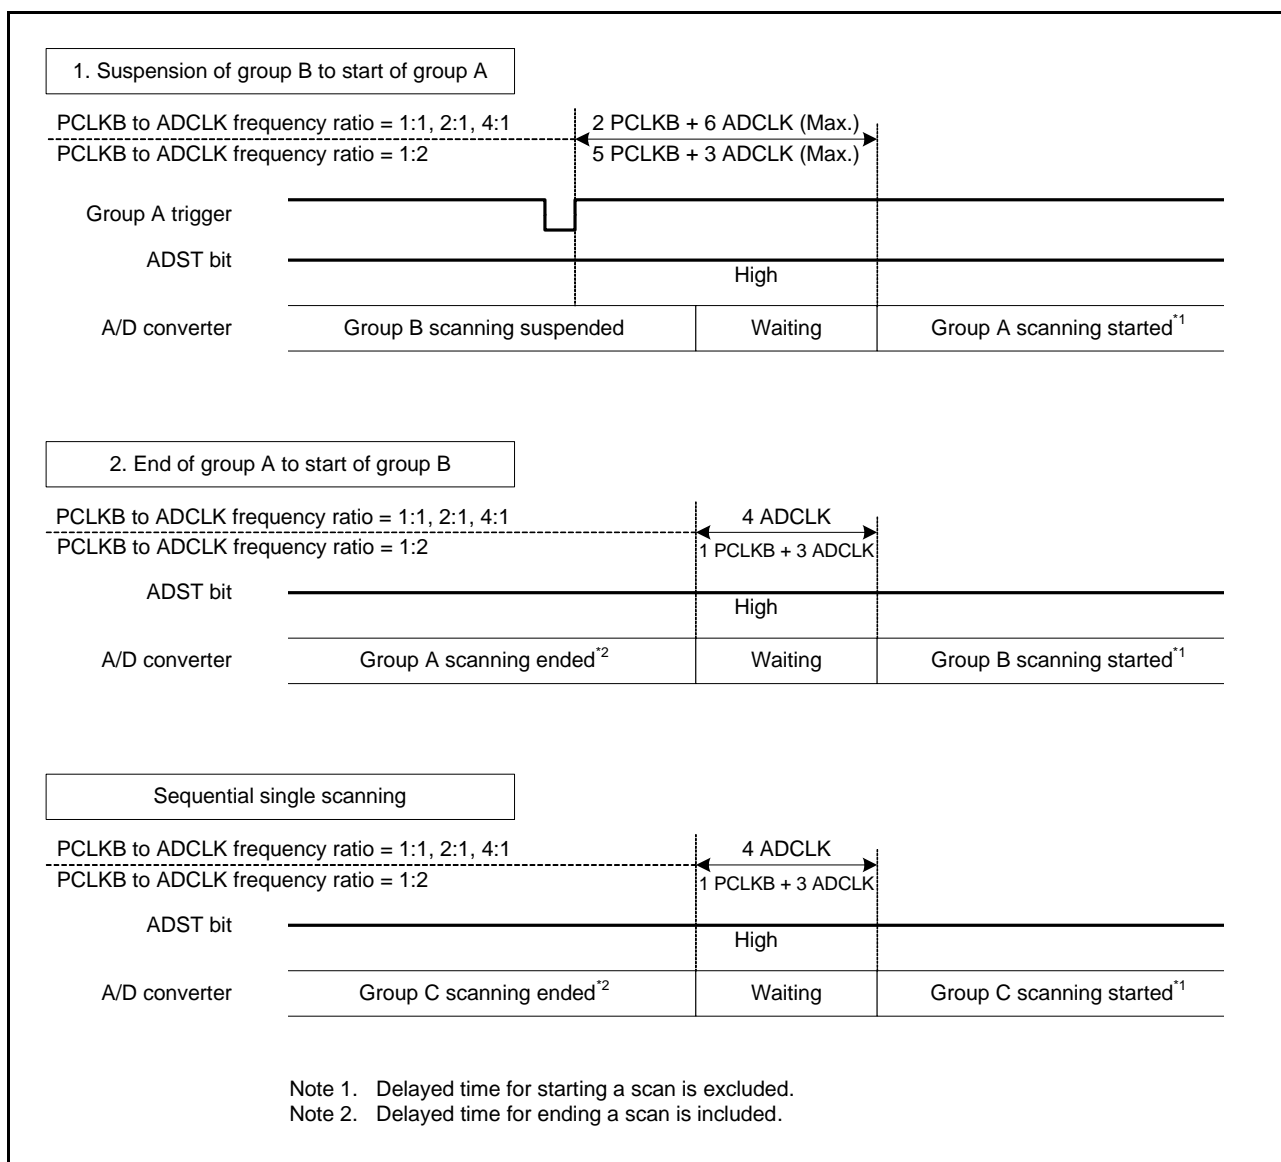 1. Suspension of group B to start of group A
PCLKB to ADCLK frequency ratio = 1:1, 2:1, 4:1
2 PCLKB + 6 ADCLK (Max.)
PCLKB to ADCLK frequency ratio = 1:2
5 PCLKB + 3 ADCLK (Max.)
Group A trigger
ADST bit
High
A/D converter
Group B scanning suspended
Waiting
Group A scanning started*1
2. End of group A to start of group B
PCLKB to ADCLK frequency ratio = 1:1, 2:1, 4:1
4 ADCLK
PCLKB to ADCLK frequency ratio = 1:2
1 PCLKB + 3 ADCLK
ADST bit
High
A/D converter
Group A scanning ended*2
Waiting
Group B scanning started*1
Sequential single scanning
PCLKB to ADCLK frequency ratio = 1:1, 2:1, 4:1
4 ADCLK
PCLKB to ADCLK frequency ratio = 1:2
1 PCLKB + 3 ADCLK
ADST bit
High
A/D converter
Group C scanning ended*2
Waiting
Group C scanning started*1
Note 1. Delayed time for starting a scan is excluded.
Note 2. Delayed time for ending a scan is included.